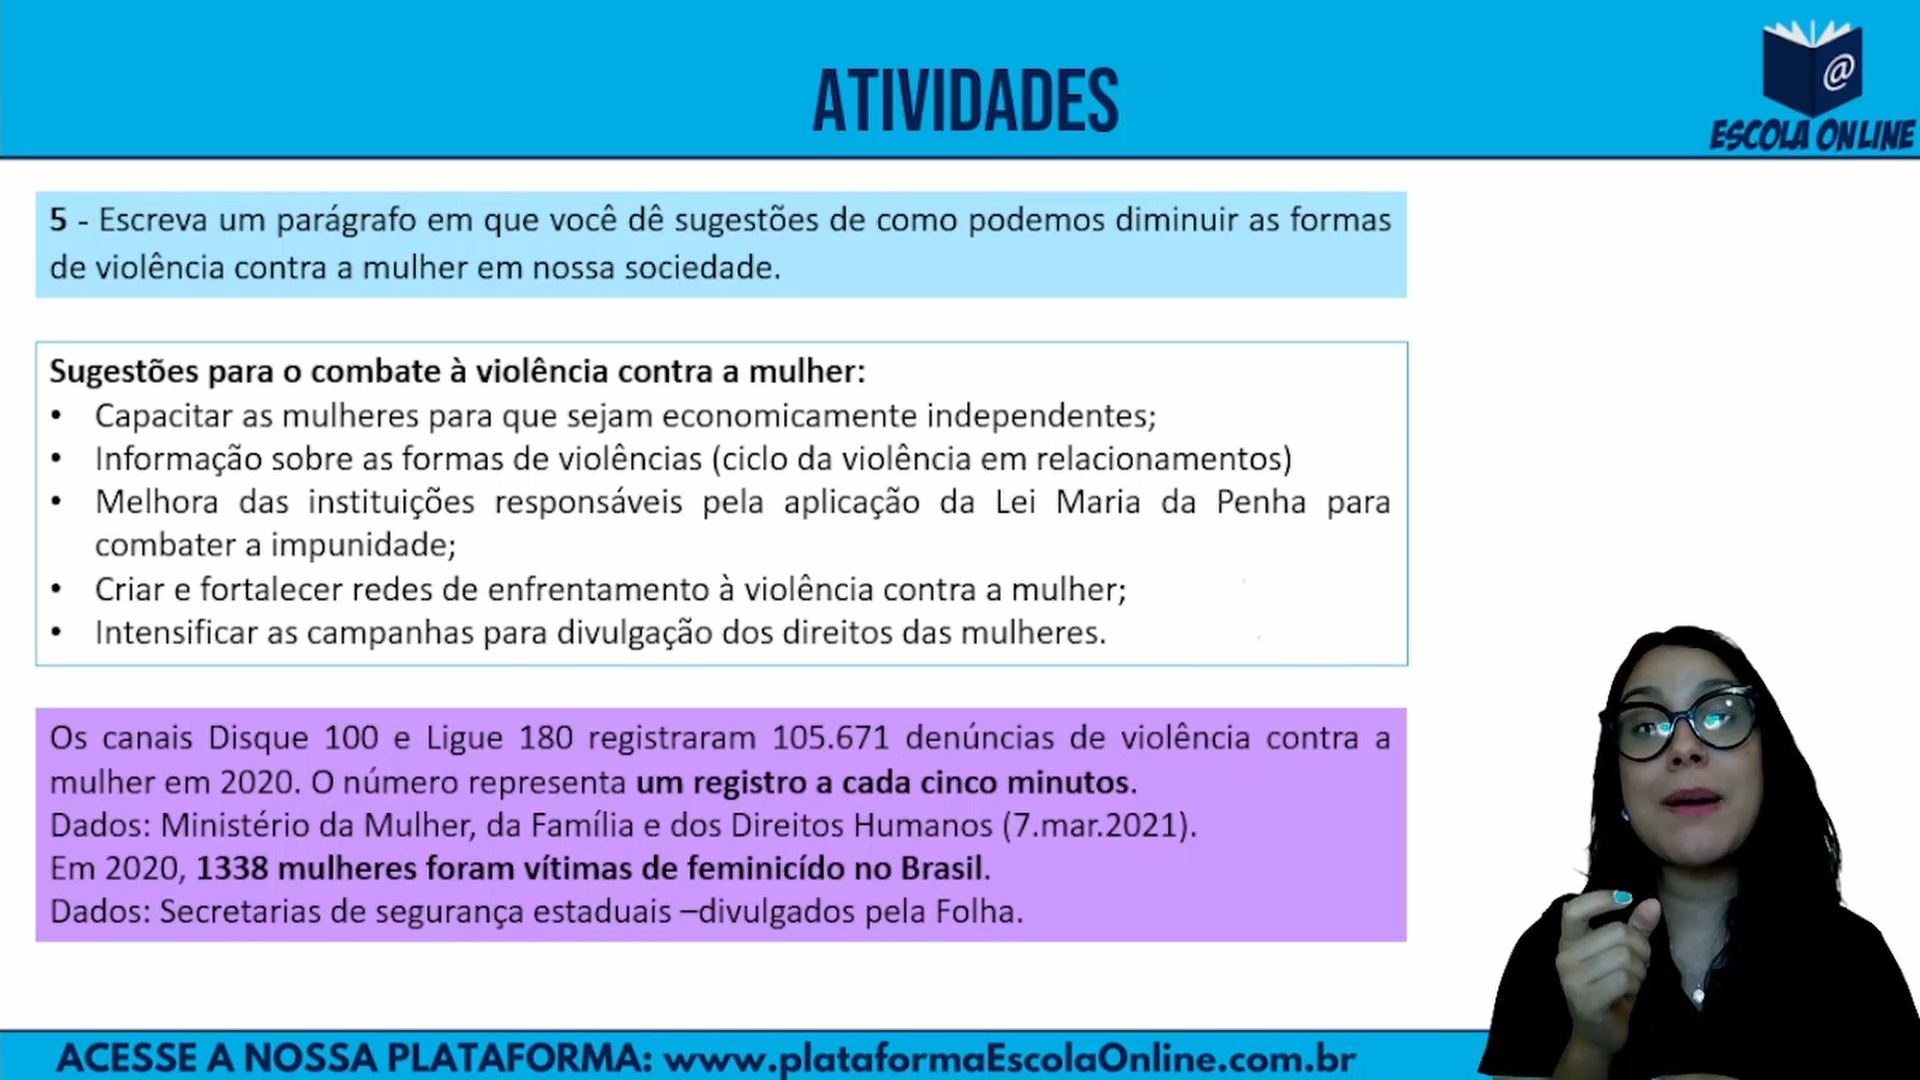 ATIVIDADES
@
ESCOLA ONLINE
5 - Escreva um parágrafo em que você dê sugestões de como podemos diminuir as formas
de violência contra a mulher em nossa sociedade.
Sugestões para o combate à violência contra a mulher:
• Capacitar as mulheres para que sejam economicamente independentes;
• Informação sobre as formas de violências (ciclo da violência em relacionamentos)
• Melhora das instituições responsáveis pela aplicação da Lei Maria da Penha para
combater a impunidade;
• Criar e fortalecer redes de enfrentamento à violência contra a mulher;
• Intensificar as campanhas para divulgação dos direitos das mulheres.
Os canais Disque 100 e Ligue 180 registraram 105.671 denúncias de violência contra a
mulher em 2020. O número representa um registro a cada cinco minutos.
Dados: Ministério da Mulher, da Família e dos Direitos Humanos (7.mar.2021).
Em 2020, 1338 mulheres foram vítimas de feminicído no Brasil.
Dados: Secretarias de segurança estaduais –divulgados pela Folha.
ACESSE A NOSSA PLATAFORMA: www.plataformaEscolaOnline.com.br